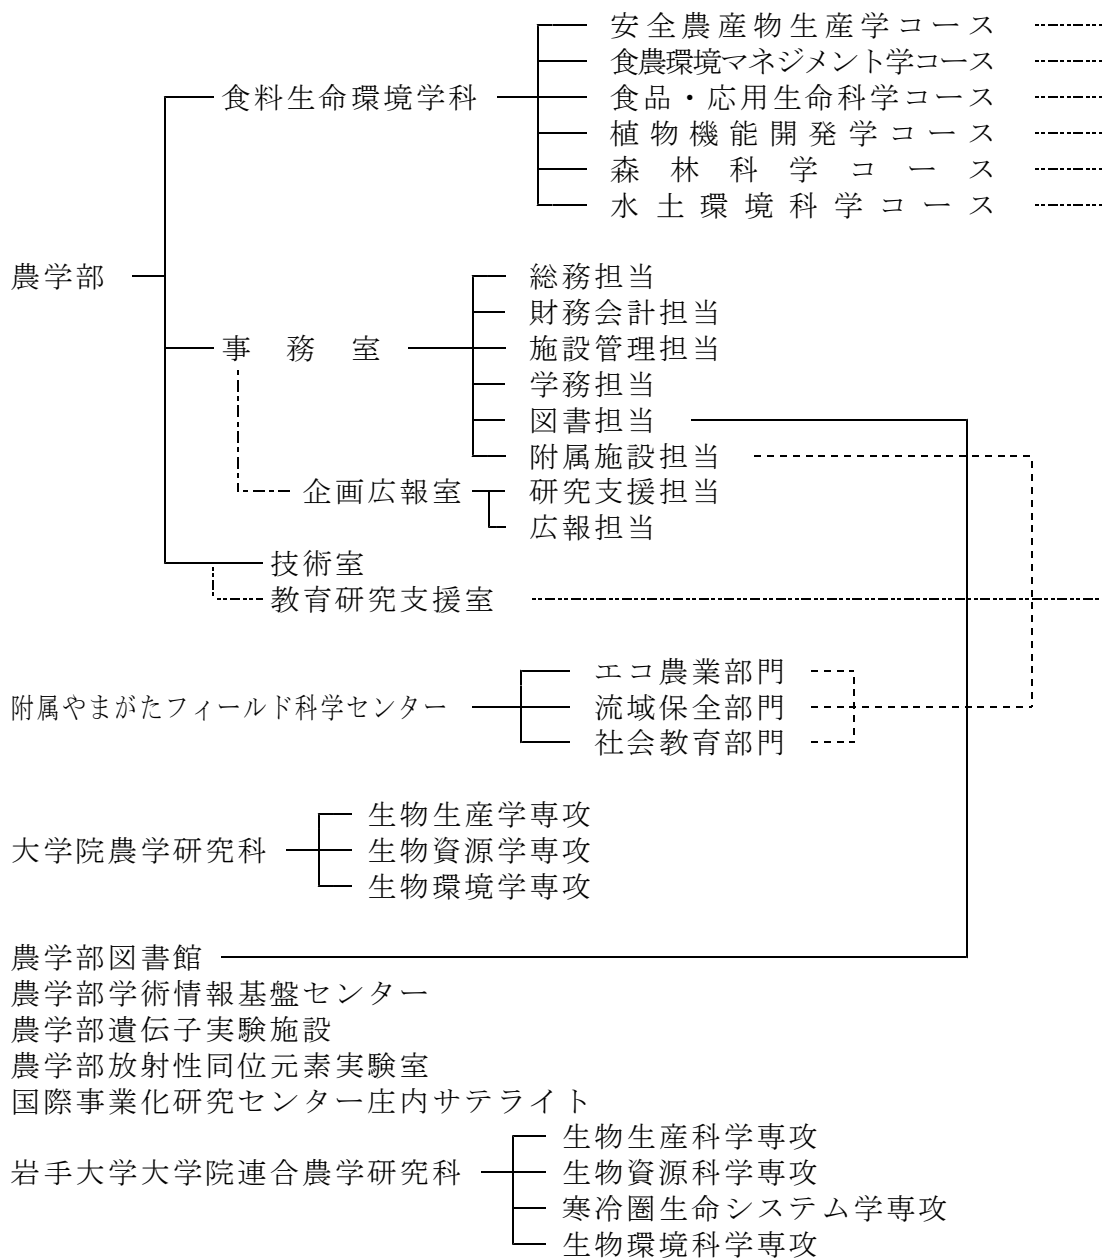 安全農産物生産学コース
食農環境マネジメント学コース
食料生命環境学科 食品・応用生命科学コース
植物機能開発学コース
森林科学コース
水土環境科学コース
農学部 総務担当
財務会計担当
事務室 施設管理担当
学務担当
図書担当
附属施設担当
企画広報室 研究支援担当
広報担当
技術室
教育研究支援室
エコ農業部門
附属やまがたフィールド科学センター 流域保全部門
社会教育部門
生物生産学専攻
大学院農学研究科 生物資源学専攻
生物環境学専攻
農学部図書館
農学部学術情報基盤センター
農学部遺伝子実験施設
農学部放射性同位元素実験室
国際事業化研究センター庄内サテライト
生物生産科学専攻
岩手大学大学院連合農学研究科 生物資源科学専攻
寒冷圏生命システム学専攻
生物環境科学専攻